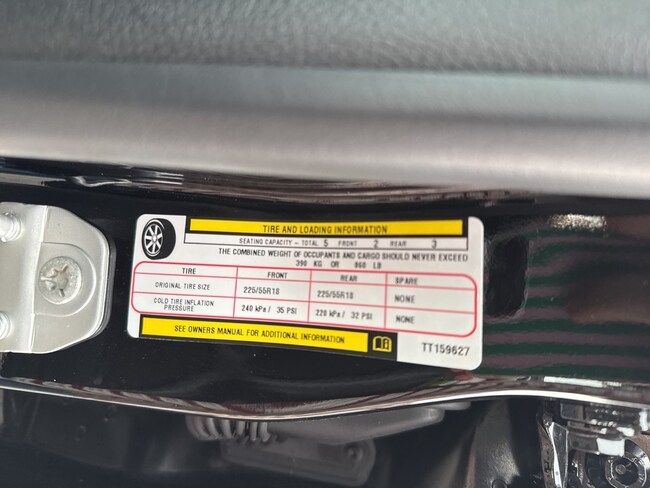 TIRE AND LOADING INFORMATION
SEATING CAPACITY – TOTAL 5 FRONT 2 REAR 3
THE COMBINED WEIGHT OF OCCUPANTS AND CARGO SHOULD NEVER EXCEED
390 KG OR 860 LB
TIRE FRONT REAR SPARE
ORIGINAL TIRE SIZE 225/55R18 225/55R18 NONE
COLD TIRE INFLATION PRESSURE 240 kPa / 35 PSI 220 kPa / 32 PSI NONE
SEE OWNERS MANUAL FOR ADDITIONAL INFORMATION
TT159627